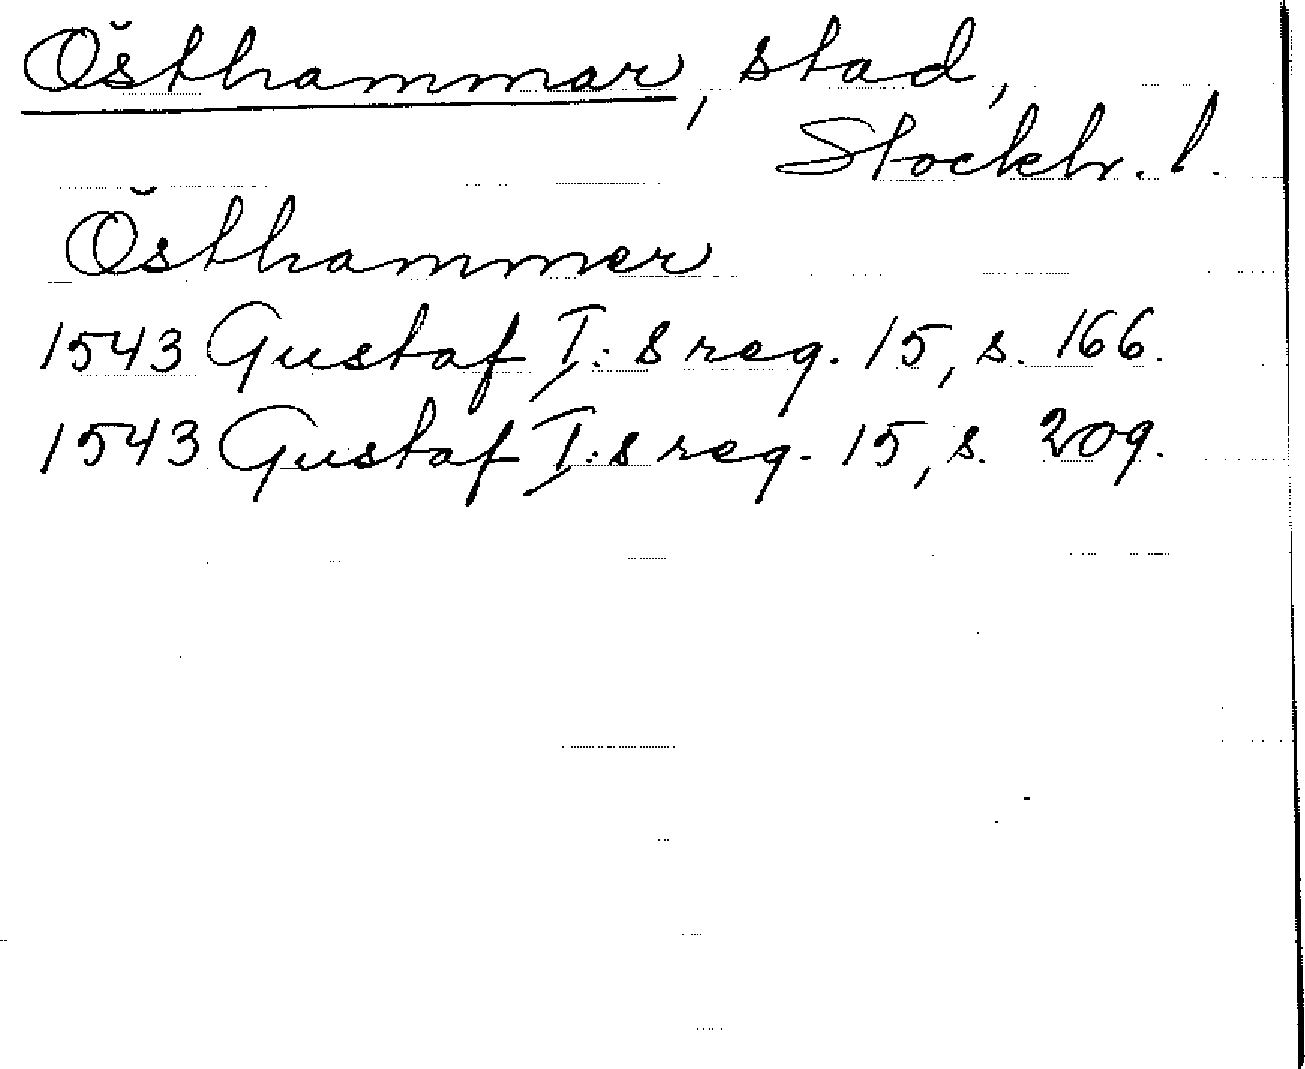 Östhammar, stad,
Stockh. l.
Östhammer
1543 Gustaf I:s reg. 15, s. 166.
1543 Gustaf I:s reg. 15, s. 209.